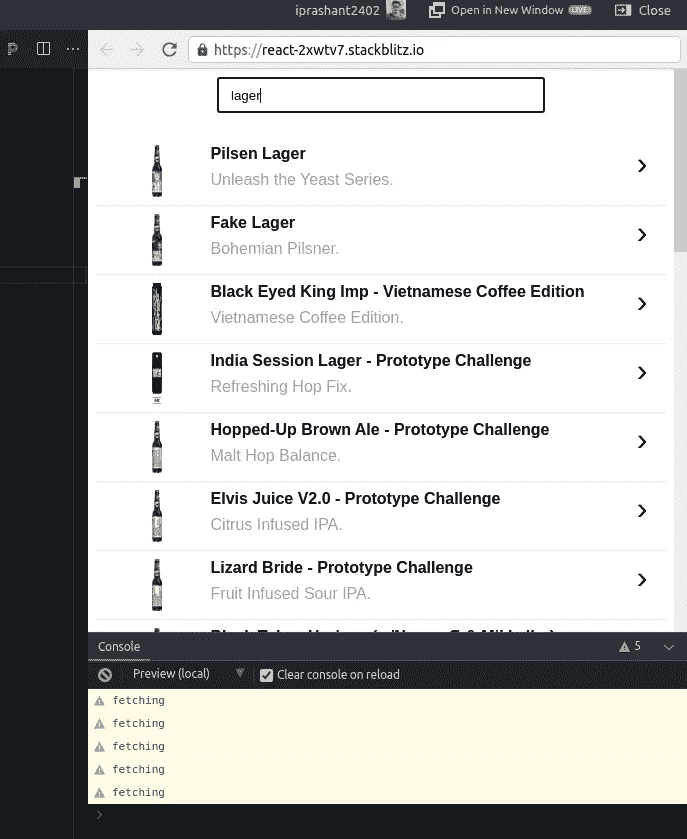 iprashant2402
Open in New Window LIVE
Close
https://react-2xwtv7.stackblitz.io
lager
Pilsen Lager
Unleash the Yeast Series.
Fake Lager
Bohemian Pilsner.
Black Eyed King Imp - Vietnamese Coffee Edition
Vietnamese Coffee Edition.
India Session Lager - Prototype Challenge
Refreshing Hop Fix.
Hopped-Up Brown Ale - Prototype Challenge
Malt Hop Balance.
Elvis Juice V2.0 - Prototype Challenge
Citrus Infused IPA.
Lizard Bride - Prototype Challenge
Fruit Infused Sour IPA.
Console
5
Preview (local)
Clear console on reload
fetching
fetching
fetching
fetching
fetching